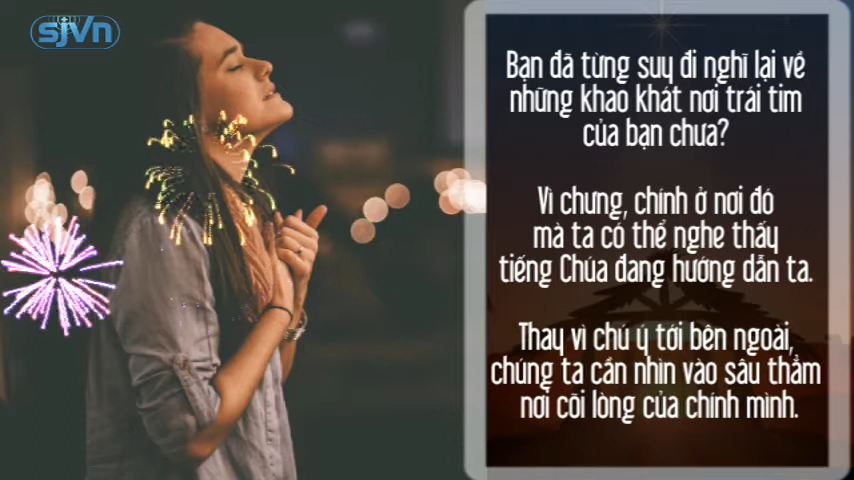 sjvn
Bạn đã từng suy đi nghĩ lại về
những khao khát nơi trái tim
của bạn chưa?
Vì chưng, chính ở nơi đó
mà ta có thể nghe thấy
tiếng Chúa đang hướng dẫn ta.
Thay vì chú ý tới bên ngoài,
chúng ta cần nhìn vào sâu thẳm
nơi cõi lòng của chính mình.